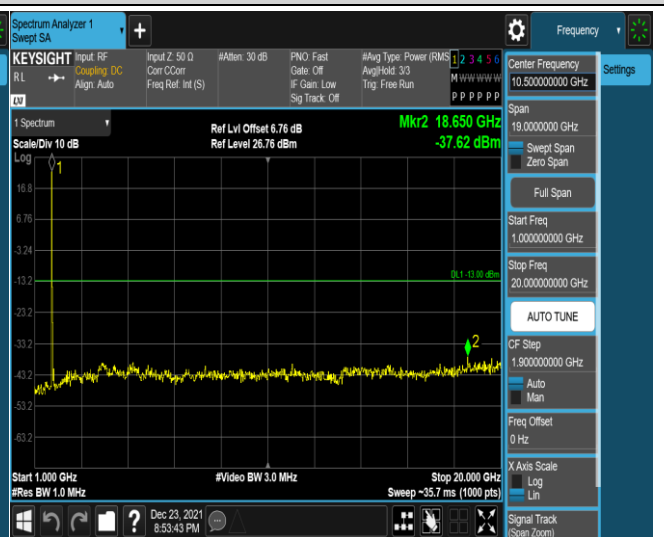 Spectrum Analyzer 1
Swept SA
Frequency
KEYSIGHT
RL
LXI
Input: RF
Coupling: DC
Align: Auto
Input Z: 50 Ω
Corr CCorr
Freq Ref: Int (S)
#Atten: 30 dB
PNO: Fast
Gate: Off
IF Gain: Low
Sig Track: Off
#Avg Type: Power (RMS
Avg|Hold: 3/3
Trig: Free Run
1 2 3 4 5 6
M W W W W W
P P P P P P
Center Frequency
10.500000000 GHz
Settings
Span
19.0000000 GHz
Swept Span
Zero Span
Full Span
Start Freq
1.000000000 GHz
Stop Freq
20.000000000 GHz
AUTO TUNE
CF Step
1.900000000 GHz
Auto
Man
Freq Offset
0 Hz
X Axis Scale
Log
Lin
Signal Track
(Span Zoom)
1 Spectrum
Scale/Div 10 dB
Ref Lvl Offset 6.76 dB
Ref Level 26.76 dBm
Mkr2 18.650 GHz
-37.62 dBm
Log
1
16.8
6.76
-3.24
-13.2
DL1 -13.00 dBm
-23.2
-33.2
2
-43.2
-53.2
-63.2
Start 1.000 GHz
#Res BW 1.0 MHz
#Video BW 3.0 MHz
Stop 20.000 GHz
Sweep ~35.7 ms (1000 pts)
?
Dec 23, 2021
8:53:43 PM